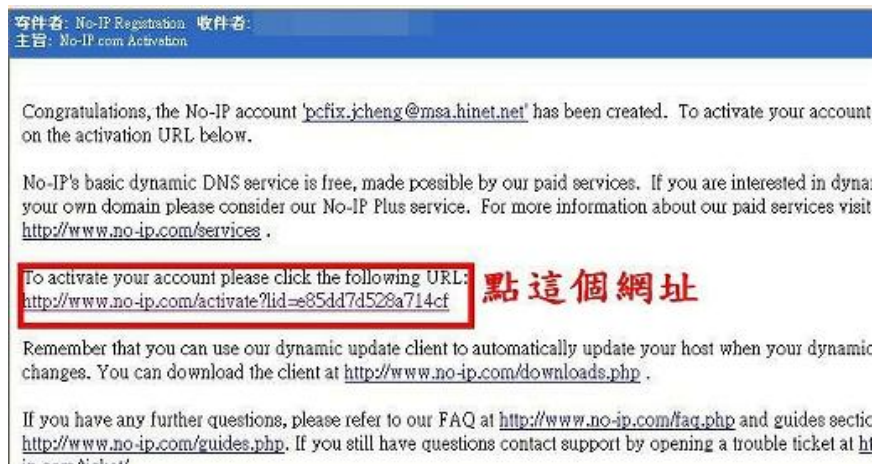 寄件者: No-IP Registration 收件者:
主旨: No-IP.com Activation
Congratulations, the No-IP account 'pcfix.jcheng@msa.hinet.net' has been created. To activate your account
on the activation URL below.
No-IP's basic dynamic DNS service is free, made possible by our paid services. If you are interested in dyna
your own domain please consider our No-IP Plus service. For more information about our paid services visit
http://www.no-ip.com/services .
To activate your account please click the following URL:
http://www.no-ip.com/activate?lid=e85dd7d528a714cf
點這個網址
Remember that you can use our dynamic update client to automatically update your host when your dynamic
changes. You can download the client at http://www.no-ip.com/downloads.php .
If you have any further questions, please refer to our FAQ at http://www.no-ip.com/faq.php and guides sectio
http://www.no-ip.com/guides.php. If you still have questions contact support by opening a trouble ticket at ht